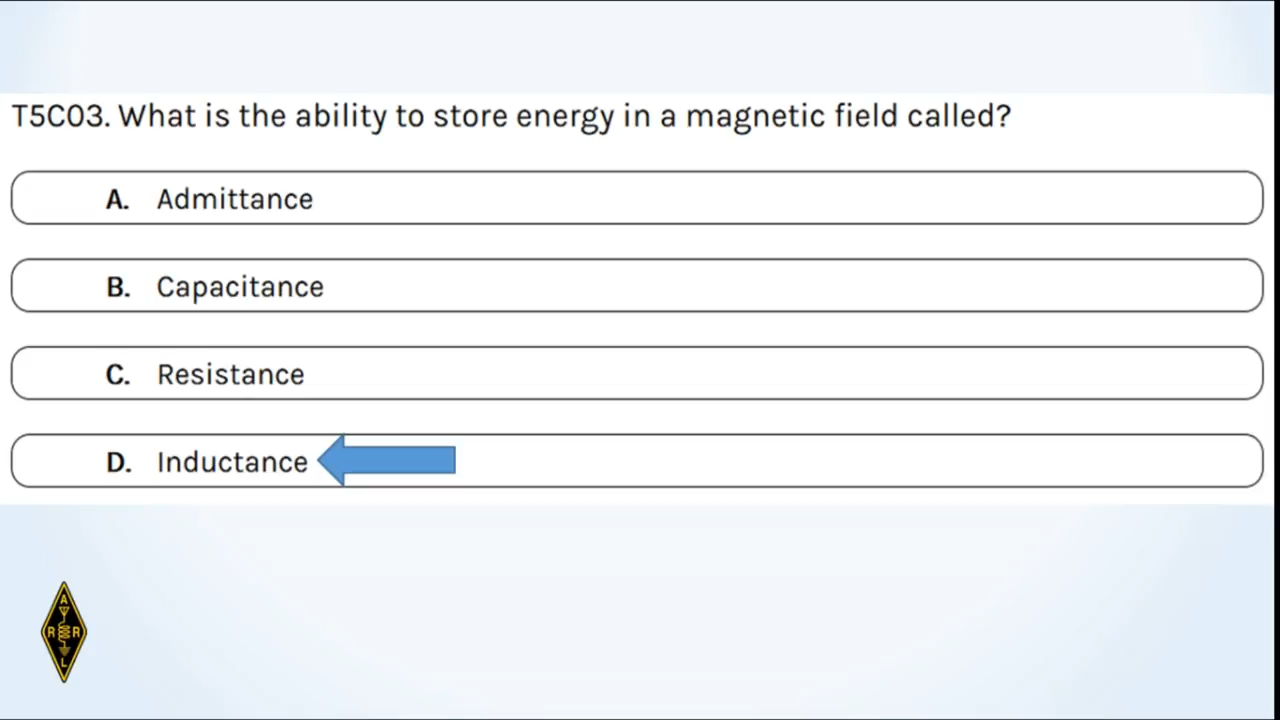 T5C03. What is the ability to store energy in a magnetic field called?
A. Admittance
B. Capacitance
C. Resistance
D. Inductance
A
R R
L